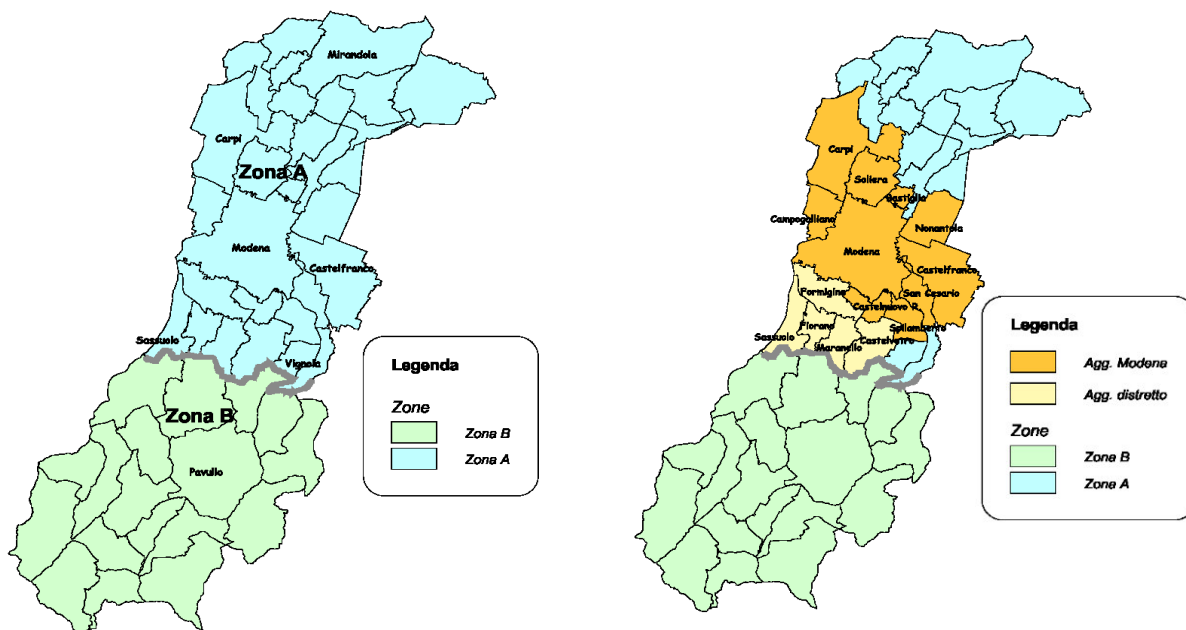 Mirandola
Carpi
Zona A
Modena
Castelfranco
Sassuolo
Vignola
Zona B
Pavullo
Legenda
Zone
Zona B
Zona A
Carpi
Soliera
Bastiglia
Campogalliano
Nonantola
Modena
Castelfranco
Formigine
San Cesario
Castelnuovo R.
Fiorano
Spilamberto
Sassuolo
Castelvetro
Maranello
Legenda
Agg. Modena
Agg. distretto
Zone
Zona B
Zona A